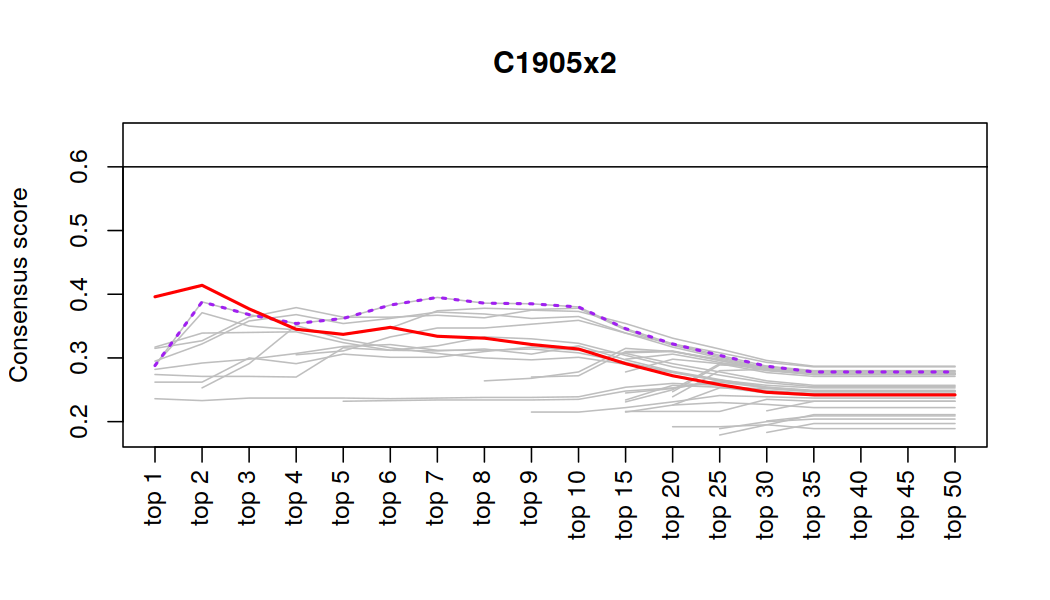 C1905x2
Consensus score
0.6
0.5
0.4
0.3
0.2
top 1
top 2
top 3
top 4
top 5
top 6
top 7
top 8
top 9
top 10
top 15
top 20
top 25
top 30
top 35
top 40
top 45
top 50